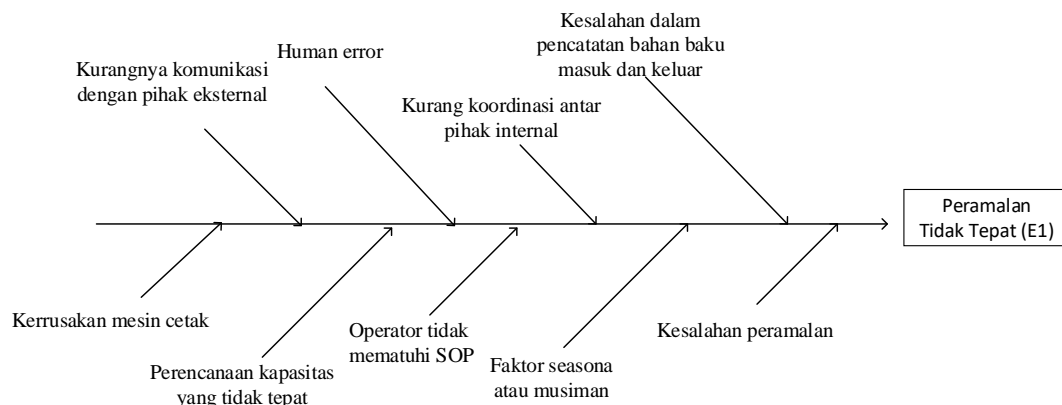 Kesalahan dalam
pencatatan bahan baku
masuk dan keluar
Human error
Kurangnya komunikasi
dengan pihak eksternal
Kurang koordinasi antar
pihak internal
Peramalan
Tidak Tepat (E1)
Kerrusakan mesin cetak
Perencanaan kapasitas
yang tidak tepat
Operator tidak
mematuhi SOP
Faktor seasona
atau musiman
Kesalahan peramalan